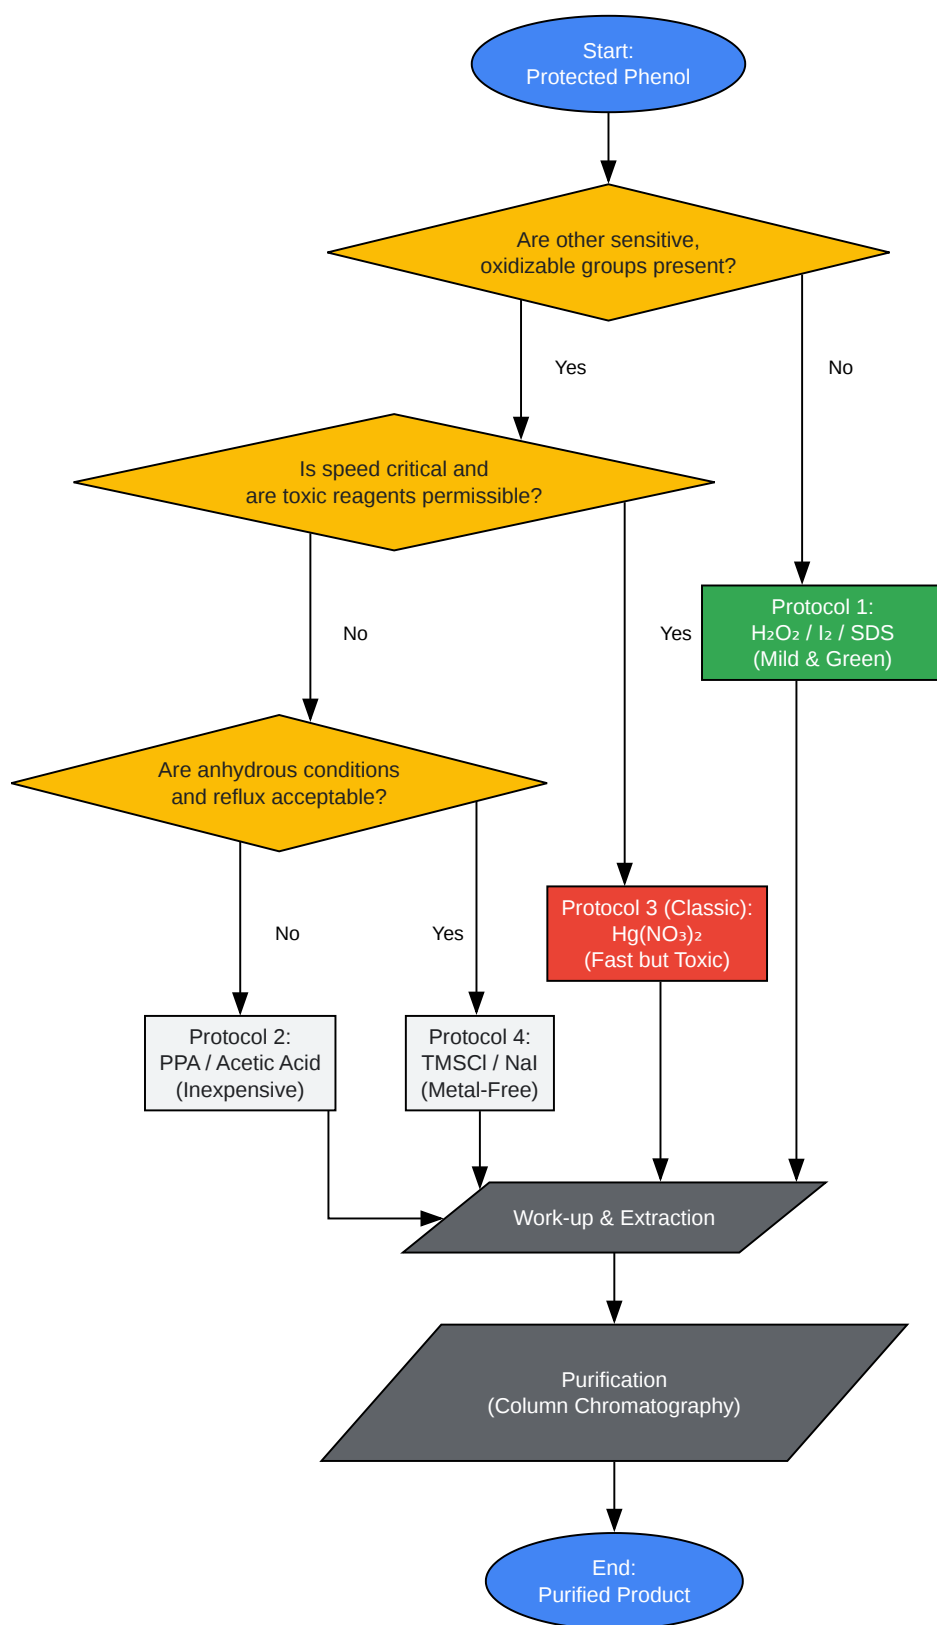 Start:
Protected Phenol
Are other sensitive,
oxidizable groups present?
Yes
No
Is speed critical and
are toxic reagents permissible?
No
Yes
Protocol 1:
H₂O₂ / I₂ / SDS
(Mild & Green)
Are anhydrous conditions
and reflux acceptable?
No
Yes
Protocol 3 (Classic):
Hg(NO₃)₂
(Fast but Toxic)
Protocol 2:
PPA / Acetic Acid
(Inexpensive)
Protocol 4:
TMSCl / NaI
(Metal-Free)
Work-up & Extraction
Purification
(Column Chromatography)
End:
Purified Product